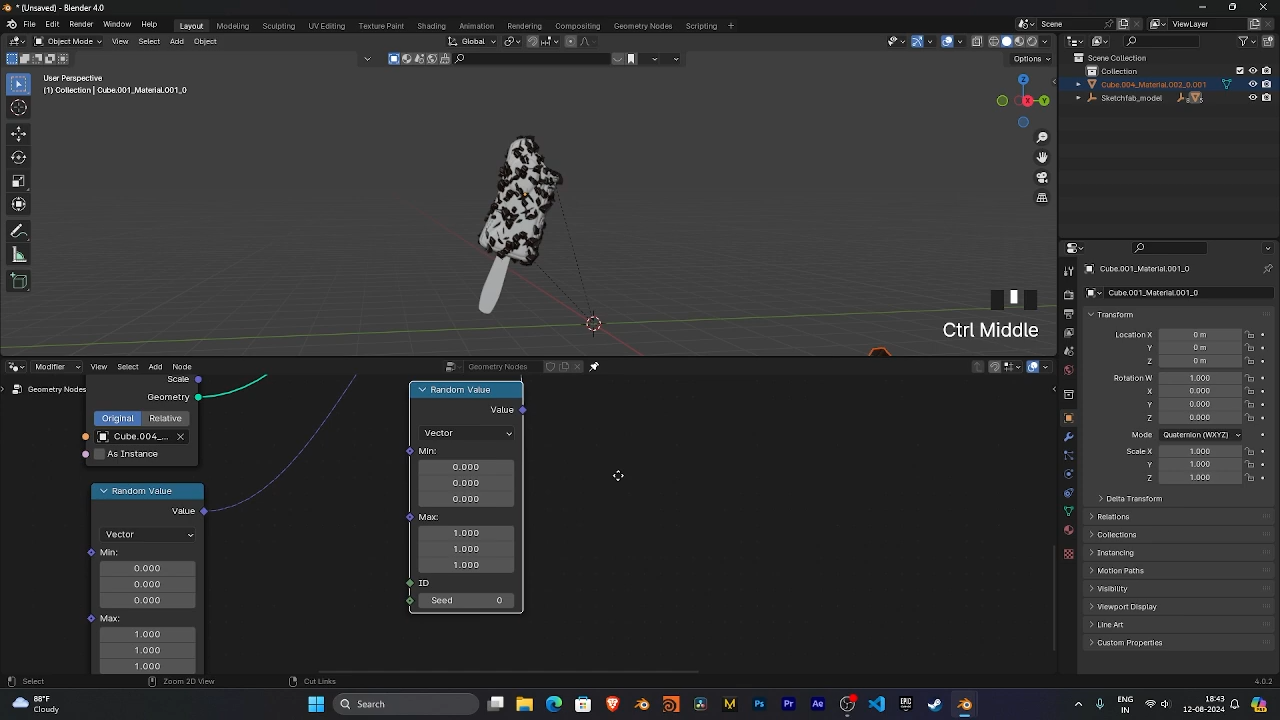 * (Unsaved) - Blender 4.0
File Edit Render Window Help Layout Modeling Sculpting UV Editing Texture Paint Shading Animation Rendering Compositing Geometry Nodes Scripting + Scene ViewLayer
Object Mode View Select Add Object Global
Options
User Perspective
(1) Collection | Cube.001_Material.001_0
Z
X
Y
Ctrl Middle
Scene Collection
Collection
Cube.004_Material.002_0.001
Sketchfab_model
Cube.001_Material.001_0
Cube.001_Material.001_0
Transform
Location X 0 m
Y 0 m
Z 0 m
Rotation W 1.000
X 0.000
Y 0.000
Z 0.000
Mode Quaternion (WXYZ)
Scale X 1.000
Y 1.000
Z 1.000
Delta Transform
Relations
Collections
Instancing
Motion Paths
Visibility
Viewport Display
Line Art
Custom Properties
Modifier View Select Add Node Geometry Nodes
Geometry Nodes
Scale
Geometry
Original Relative
Cube.004_...
As Instance
Random Value
Value
Vector
Min:
0.000
0.000
0.000
Max:
1.000
1.000
1.000
Random Value
Value
Vector
Min:
0.000
0.000
0.000
Max:
1.000
1.000
1.000
ID
Seed 0
Select Zoom 2D View Cut Links 4.0.2
88°F
Cloudy
Search
ENG
IN
18:43
12-08-2024